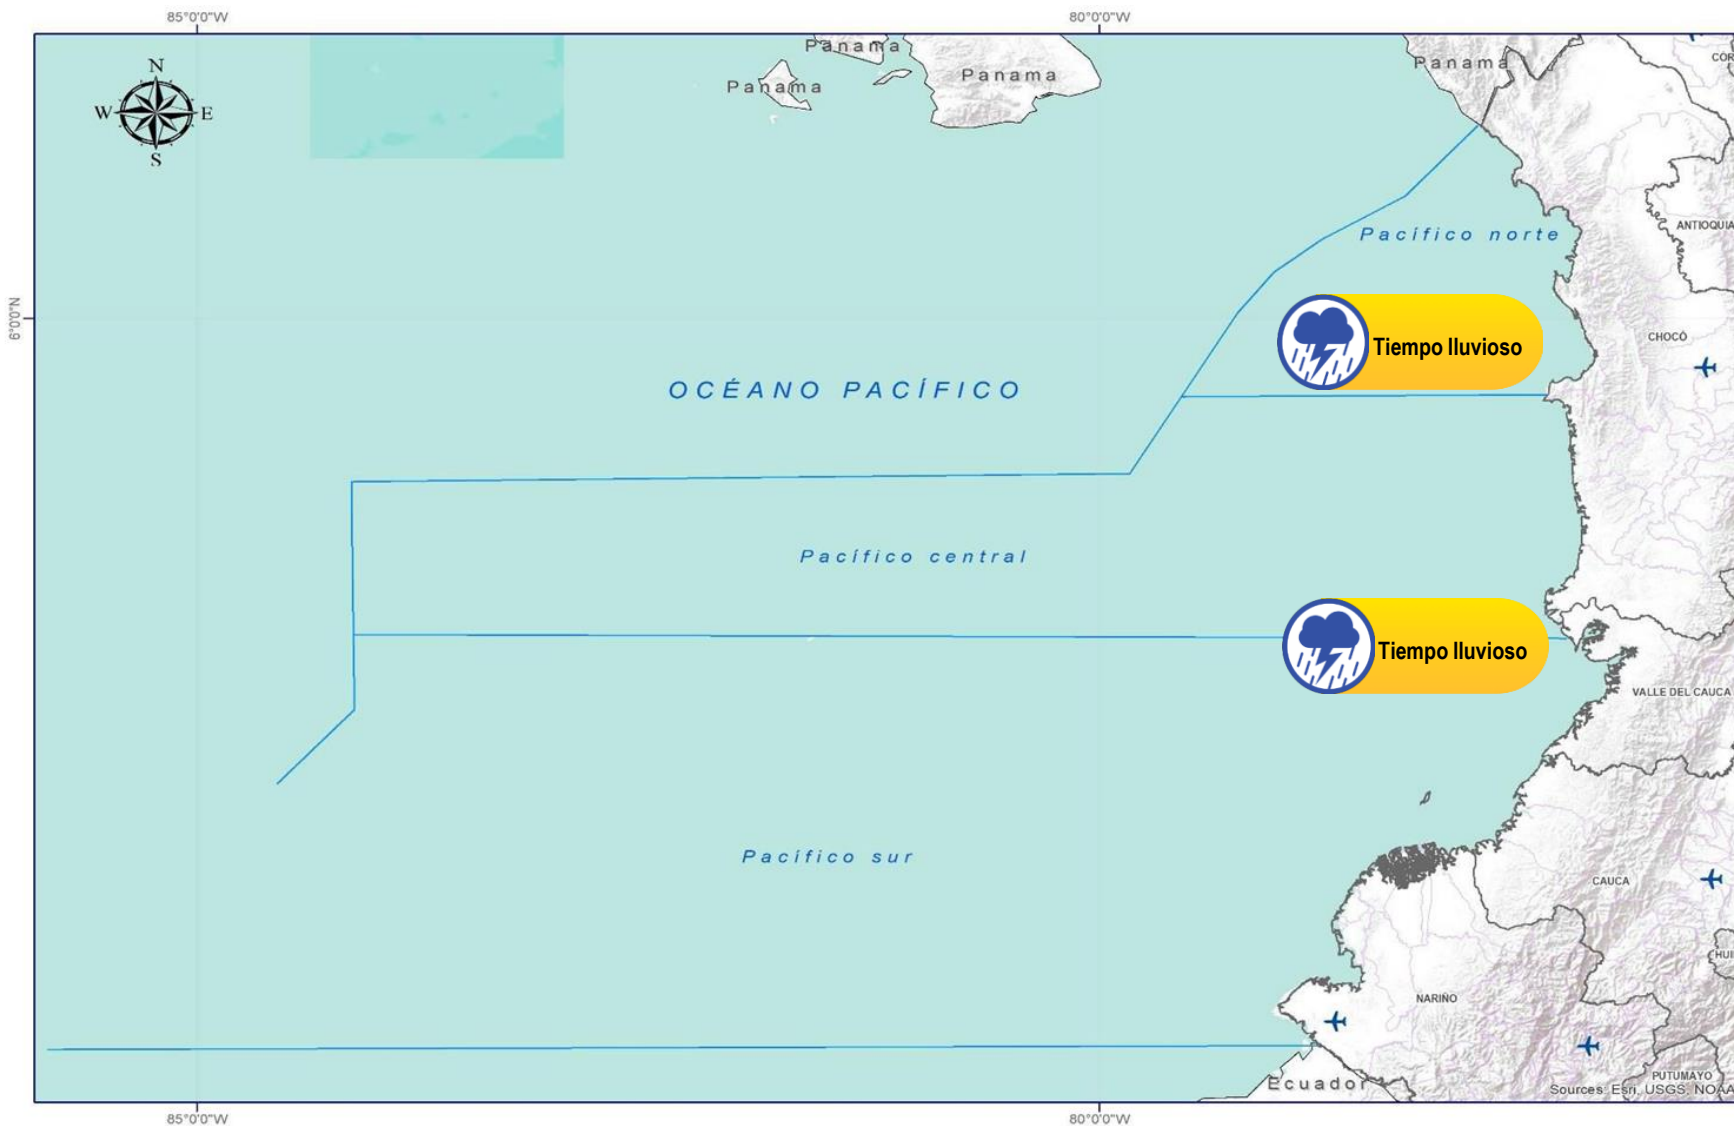 85°0'0"W
80°0'0"W
N
W
E
S
Panama
Panama
Panama
Panama
CÓR
Pacífico norte
ANTIOQUIA
6°0'0"N
CHOCÓ
Tiempo lluvioso
OCÉANO PACÍFICO
Pacífico central
Tiempo lluvioso
VALLE DEL CAUCA
Pacífico sur
CAUCA
HUI
NARIÑO
PUTUMAYO
Ecuador
Sources: Esri, USGS, NOAA
85°0'0"W
80°0'0"W